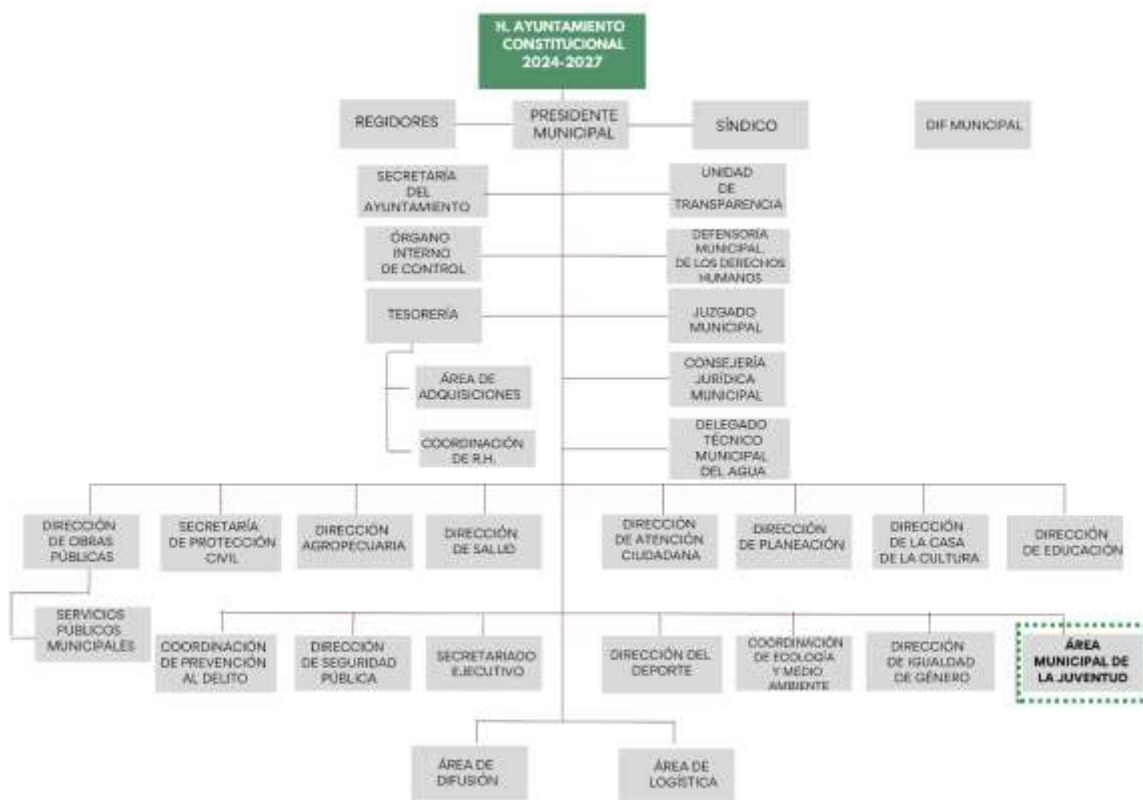 H. AYUNTAMIENTO
CONSTITUCIONAL
2024-2027
REGIDORES
PRESIDENTE
MUNICIPAL
SÍNDICO
DIF MUNICIPAL
SECRETARÍA
DEL
AYUNTAMIENTO
UNIDAD
DE
TRANSPARENCIA
ÓRGANO
INTERNO
DE CONTROL
DEFENSORÍA
MUNICIPAL
DE LOS DERECHOS
HUMANOS
TESORERÍA
JUZGADO
MUNICIPAL
ÁREA DE
ADQUISICIONES
CONSEJERÍA
JURÍDICA
MUNICIPAL
COORDINACIÓN
DE R.H.
DELEGADO
TÉCNICO
MUNICIPAL
DEL AGUA
DIRECCIÓN
DE OBRAS
PÚBLICAS
SECRETARÍA
DE PROTECCIÓN
CIVIL
DIRECCIÓN
AGROPECUARIA
DIRECCIÓN
DE SALUD
DIRECCIÓN
DE ATENCIÓN
CIUDADANA
DIRECCIÓN
DE PLANEACIÓN
DIRECCIÓN
DE LA CASA
DE LA CULTURA
DIRECCIÓN
DE EDUCACIÓN
SERVICIOS
PÚBLICOS
MUNICIPALES
COORDINACIÓN
DE PREVENCIÓN
AL DELITO
DIRECCIÓN
DE SEGURIDAD
PÚBLICA
SECRETARIADO
EJECUTIVO
DIRECCIÓN DEL
DEPORTE
COORDINACIÓN
DE ECOLOGÍA
Y MEDIO
AMBIENTE
DIRECCIÓN
DE IGUALDAD
DE GÉNERO
ÁREA
MUNICIPAL DE
LA JUVENTUD
ÁREA DE
DIFUSIÓN
ÁREA DE
LOGÍSTICA